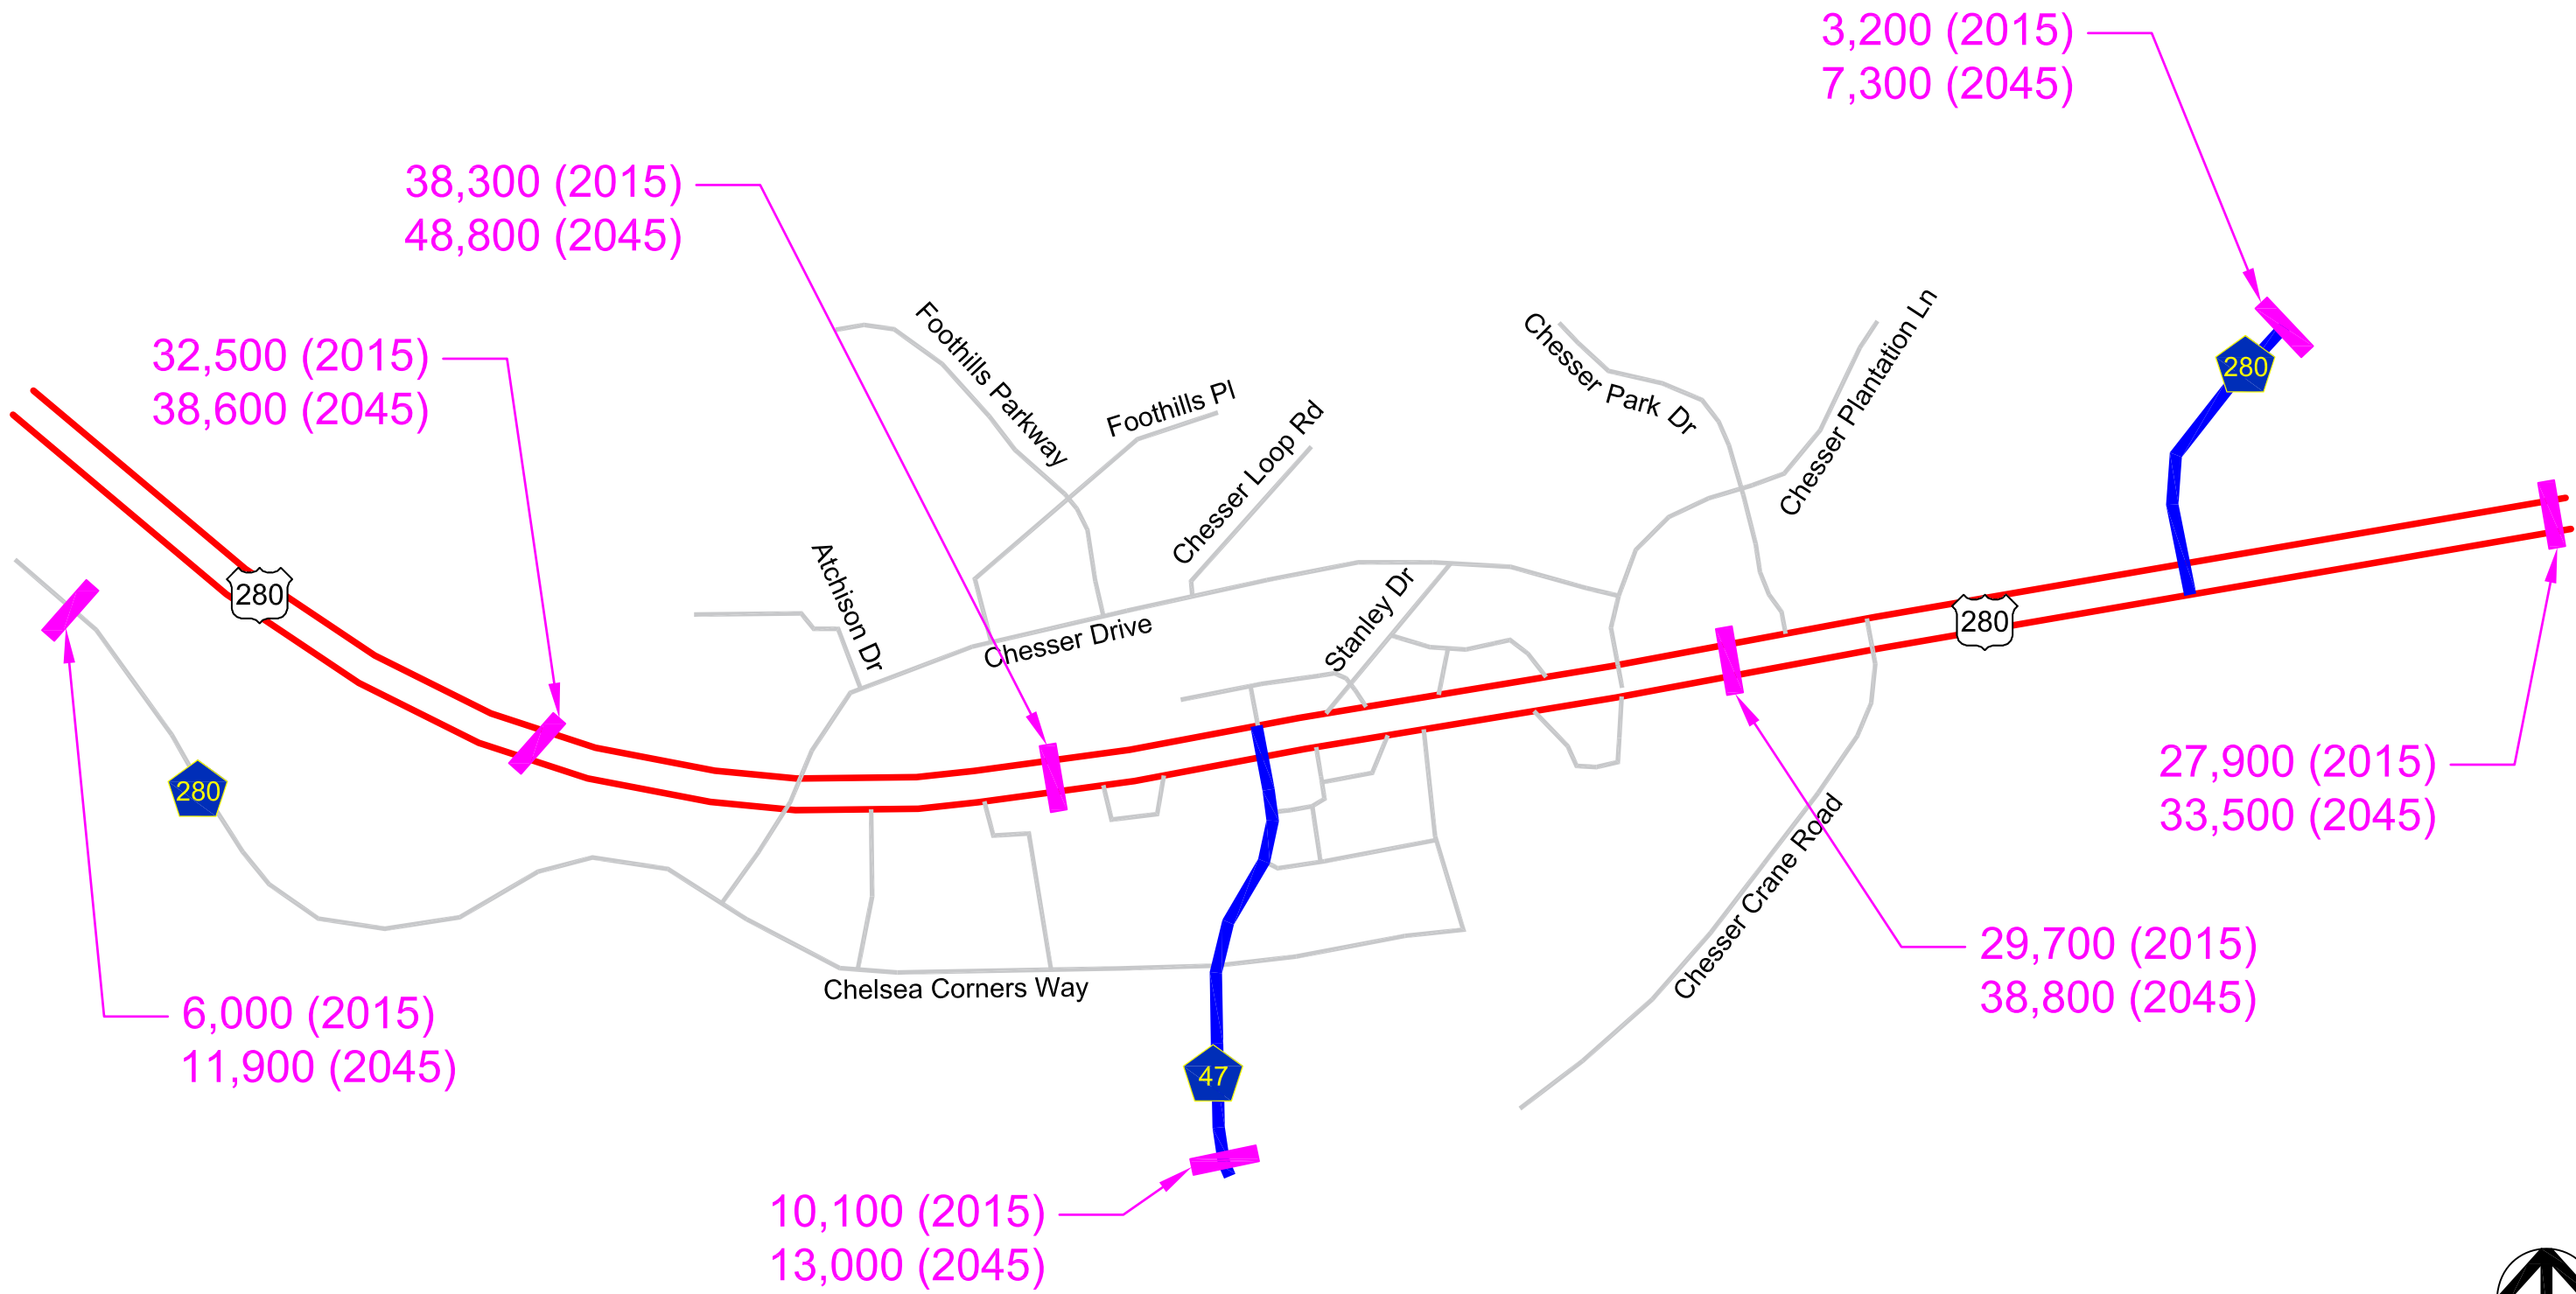 3,200 (2015)
7,300 (2045)
38,300 (2015)
48,800 (2045)
32,500 (2015)
38,600 (2045)
Foothills Parkway
Foothills Pl
Chesser Loop Rd
Chesser Park Dr
Chesser Plantation Ln
280
Atchison Dr
Chesser Drive
Stanley Dr
280
280
280
27,900 (2015)
33,500 (2045)
Chesser Crane Road
29,700 (2015)
38,800 (2045)
Chelsea Corners Way
6,000 (2015)
11,900 (2045)
47
10,100 (2015)
13,000 (2045)